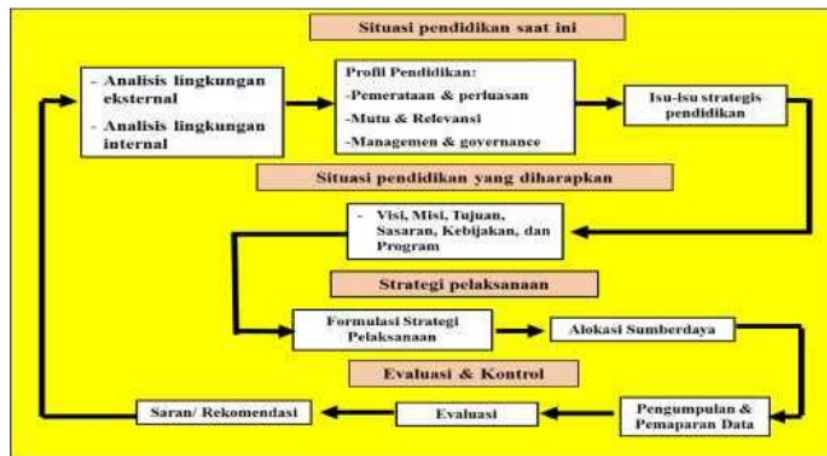 Situasi pendidikan saat ini
- Analisis lingkungan
eksternal
- Analisis lingkungan
internal
Profil Pendidikan:
-Pemerataan & perluasan
-Mutu & Relevansi
-Managemen & governance
Isu-isu strategis
pendidikan
Situasi pendidikan yang diharapkan
- Visi, Misi, Tujuan,
Sasaran, Kebijakan, dan
Program
Strategi pelaksanaan
Formulasi Strategi
Pelaksanaan
Alokasi Sumberdaya
Evaluasi & Kontrol
Saran/ Rekomendasi
Evaluasi
Pengumpulan &
Pemaparan Data